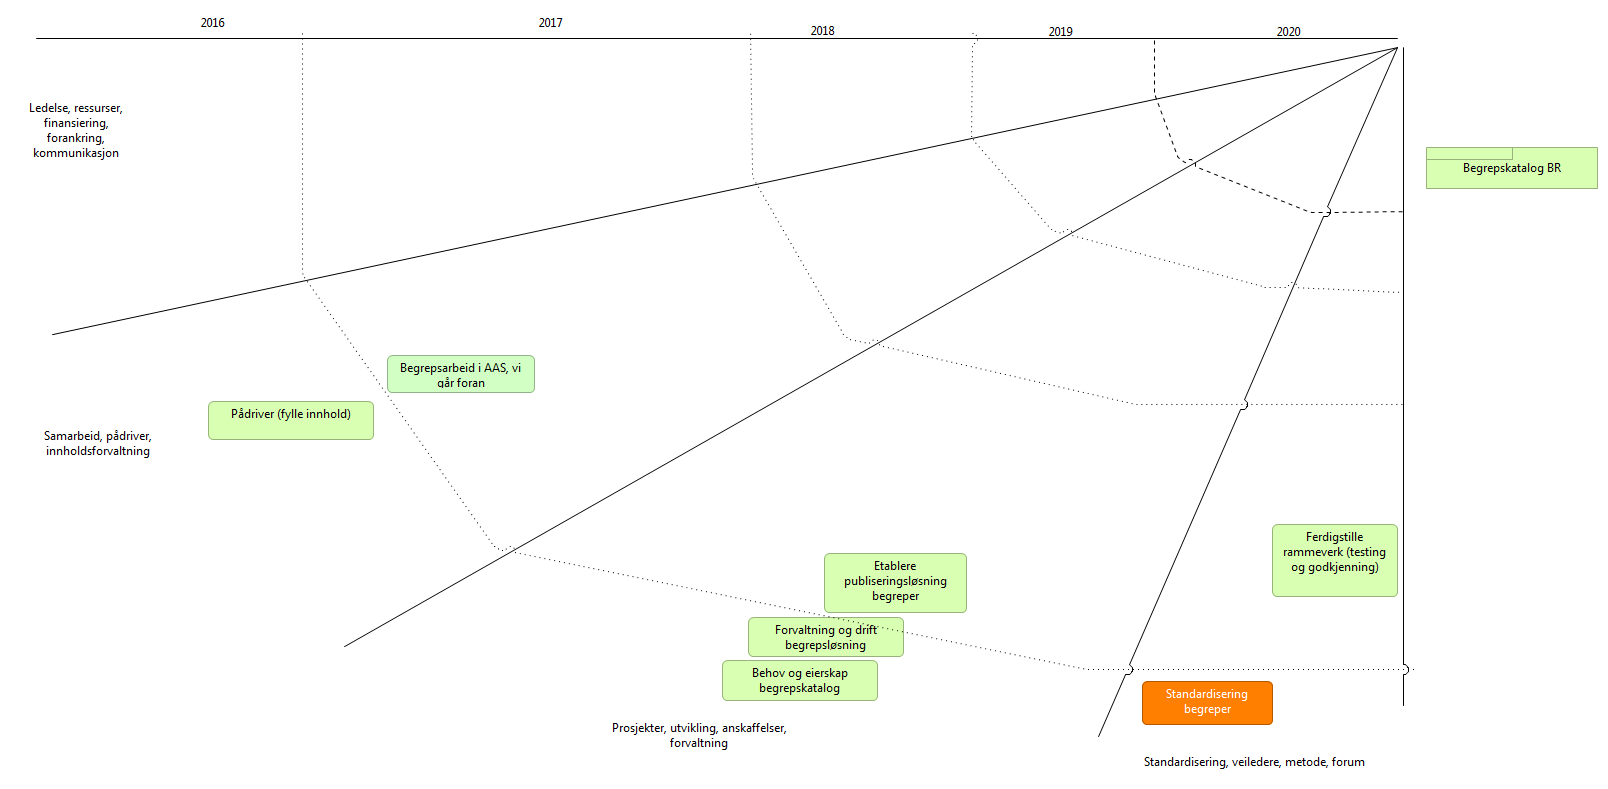 2016
2017
2018
2019
2020
Ledelse, ressurser,
finansiering,
forankring,
kommunikasjon
Begrepskatalog BR
Begrepsarbeid i AAS, vi
går foran
Pådriver (fylle innhold)
Samarbeid, pådriver,
innholdsforvaltning
Ferdigstille
rammeverk (testing
og godkjenning)
Etablere
publiseringsløsning
begreper
Forvaltning og drift
begrepsløsning
Behov og eierskap
begrepskatalog
Standardisering
begreper
Prosjekter, utvikling, anskaffelser,
forvaltning
Standardisering, veiledere, metode, forum